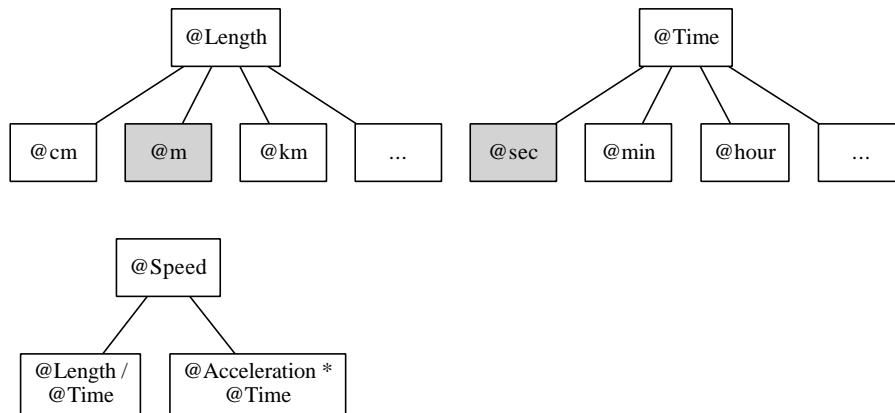 @Length
@Time
@cm
@m
@km
...
@sec
@min
@hour
...
@Speed
@Length /
@Time
@Acceleration *
@Time